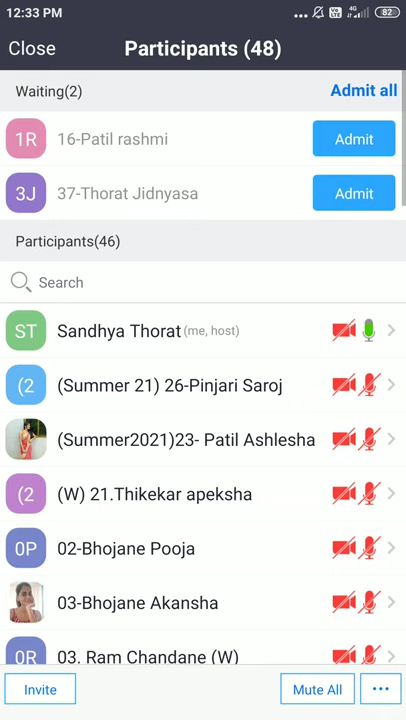 12:33 PM
4G
82
Close
Participants (48)
Waiting(2)
Admit all
1R
16-Patil rashmi
Admit
3J
37-Thorat Jidnyasa
Admit
Participants(46)
Search
ST
Sandhya Thorat (me, host)
(2
(Summer 21) 26-Pinjari Saroj
(Summer2021)23- Patil Ashlesha
(2
(W) 21.Thikekar apeksha
0P
02-Bhojane Pooja
03-Bhojane Akansha
0R
03. Ram Chandane (W)
Invite
Mute All